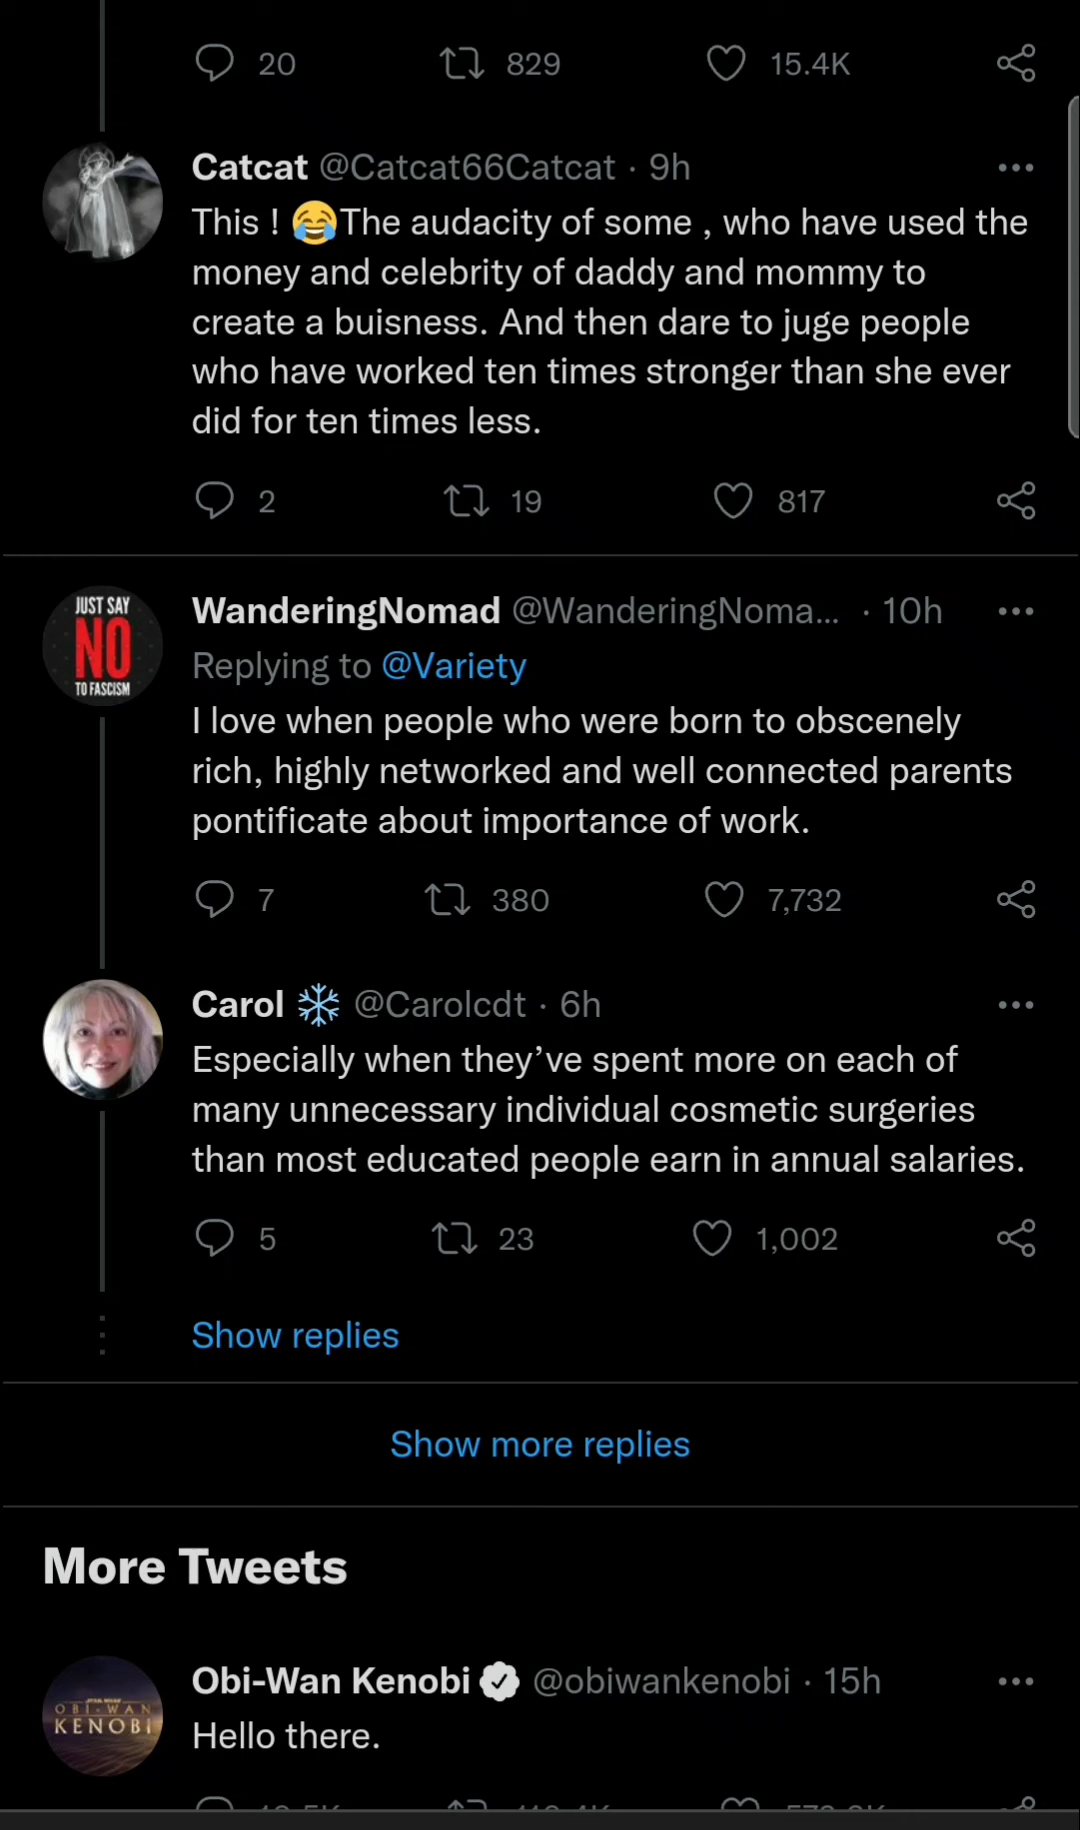 20 829 15.4K
Catcat @Catcat66Catcat · 9h
This ! 😂The audacity of some , who have used the
money and celebrity of daddy and mommy to
create a buisness. And then dare to juge people
who have worked ten times stronger than she ever
did for ten times less.
2 19 817
JUST SAY
NO
TO FASCISM
WanderingNomad @WanderingNoma... · 10h
Replying to @Variety
I love when people who were born to obscenely
rich, highly networked and well connected parents
pontificate about importance of work.
7 380 7,732
Carol ❄️ @Carolcdt · 6h
Especially when they’ve spent more on each of
many unnecessary individual cosmetic surgeries
than most educated people earn in annual salaries.
5 23 1,002
Show replies
Show more replies
More Tweets
OBI-WAN
KENOBI
Obi-Wan Kenobi @obiwankenobi · 15h
Hello there.